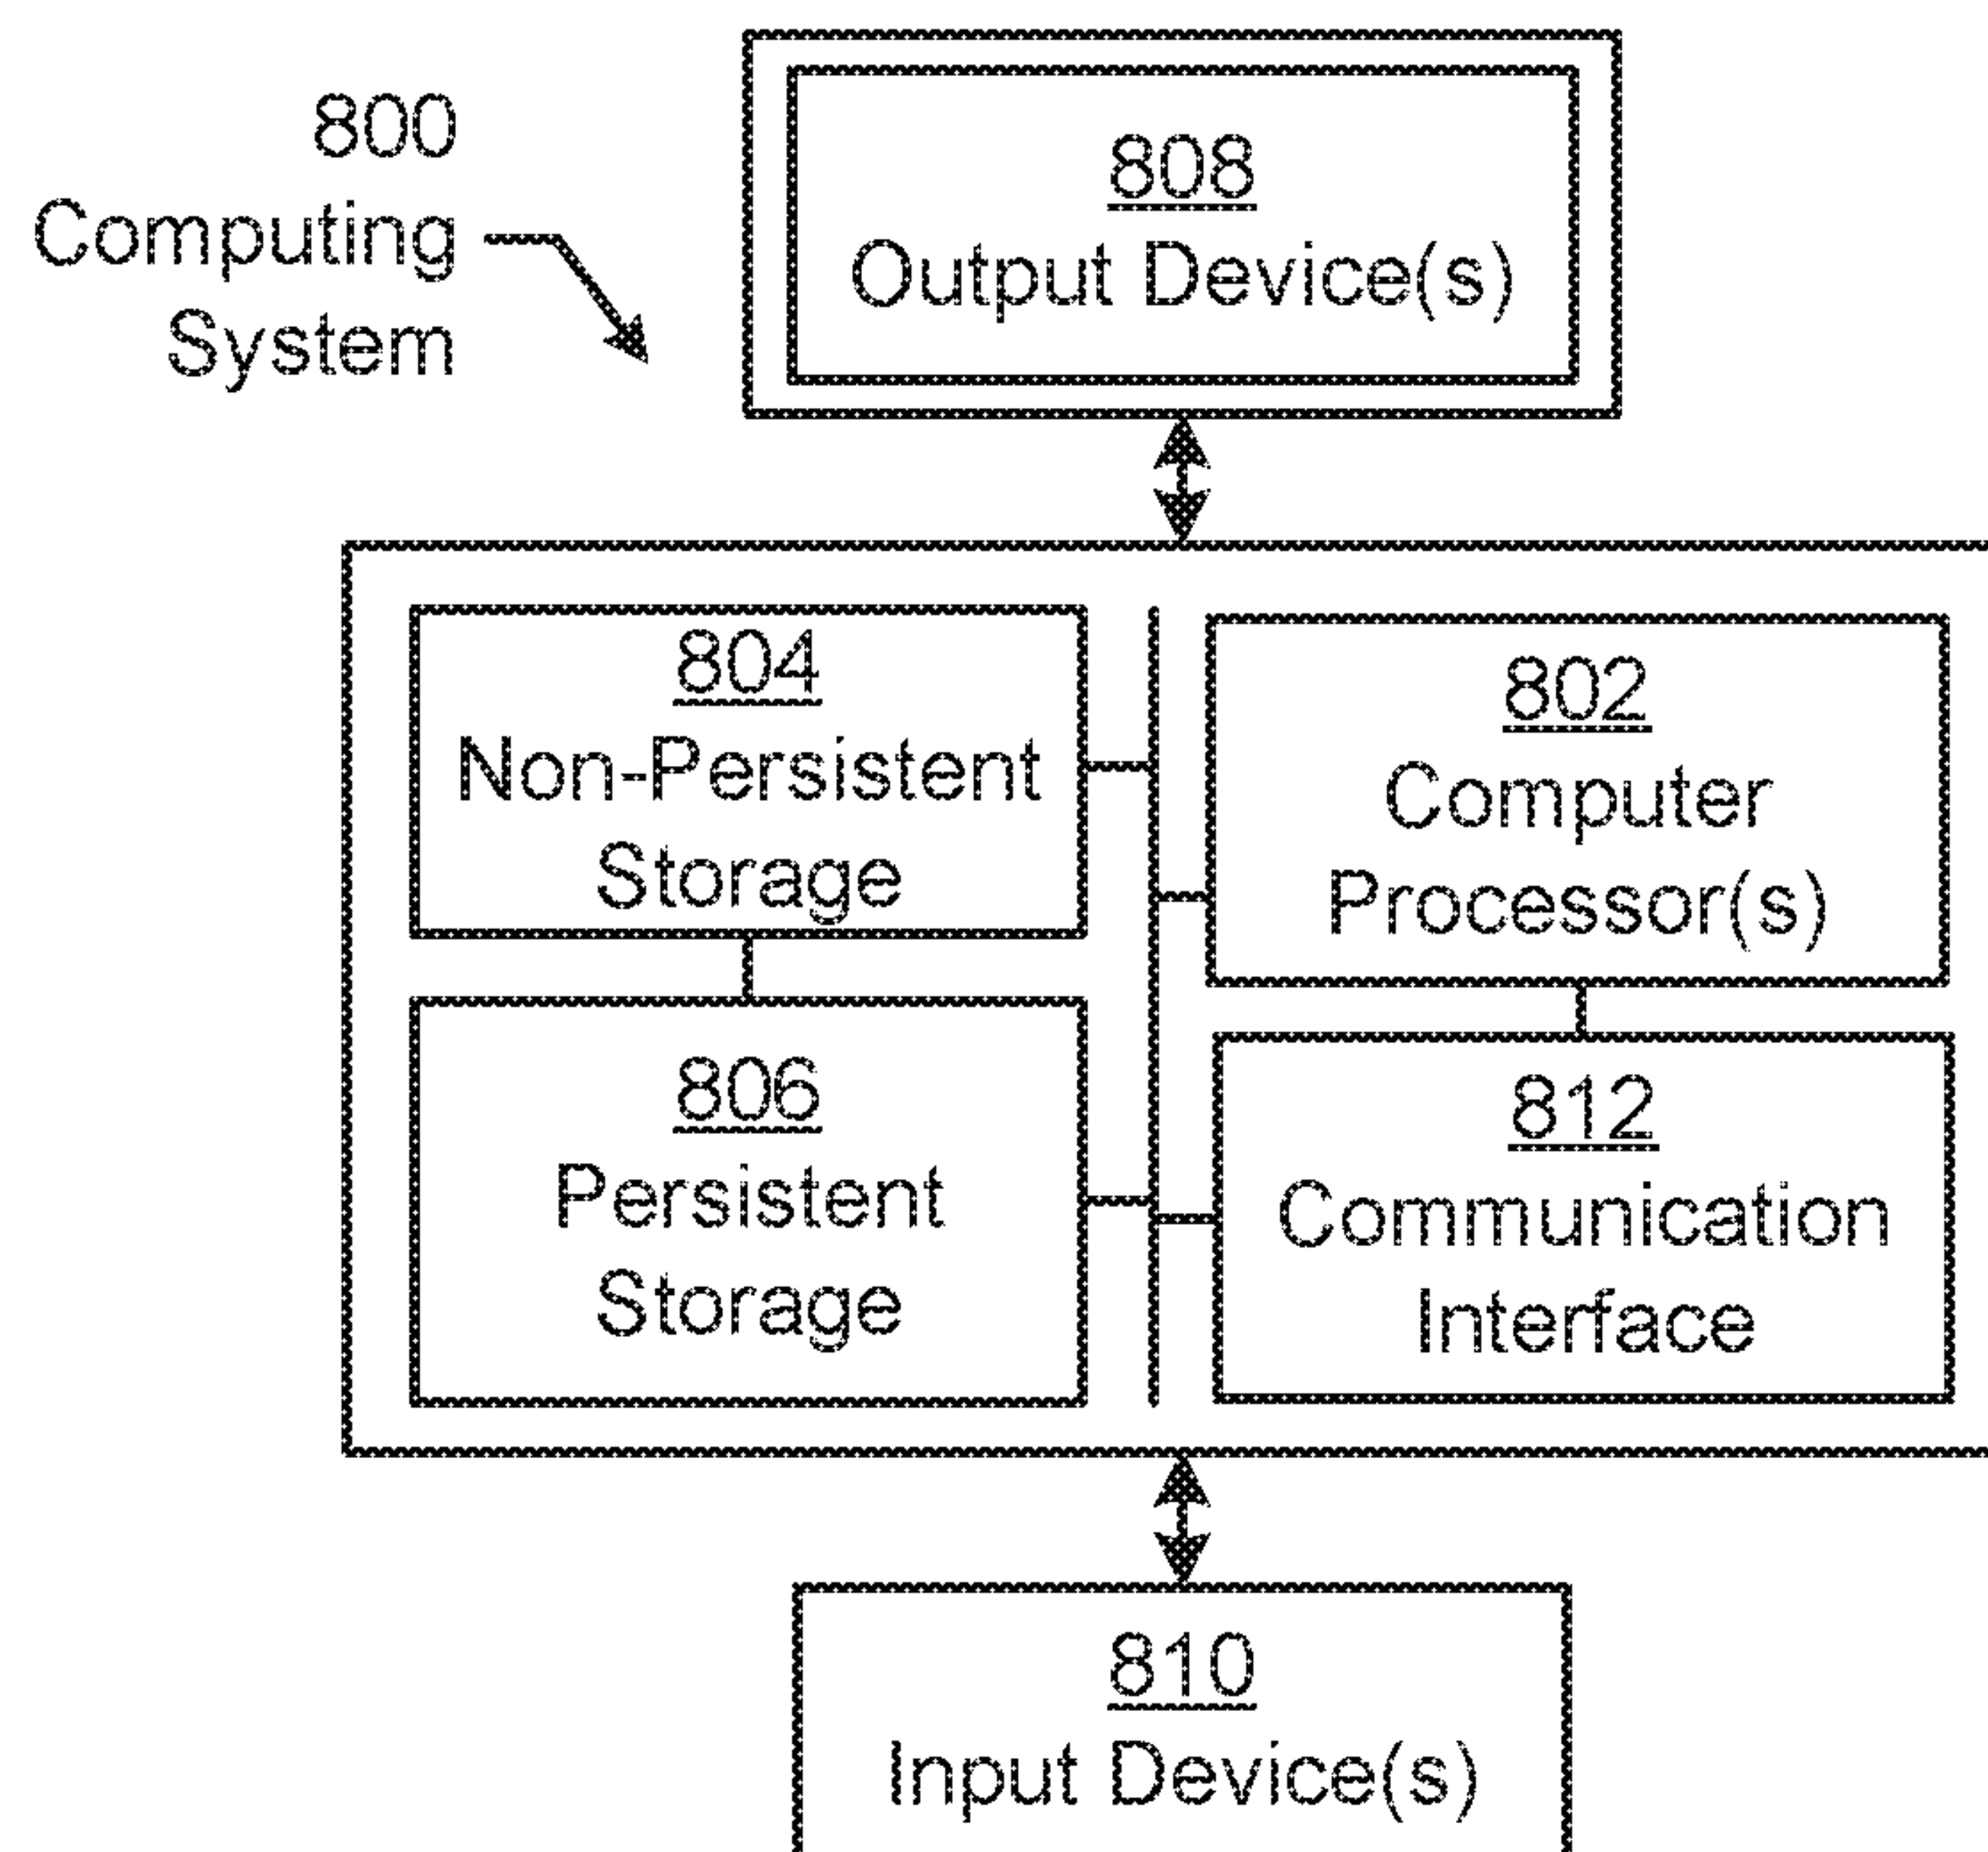 800
Computing
System
808
Output Device(s)
804
Non-Persistent
Storage
802
Computer
Processor(s)
806
Persistent
Storage
812
Communication
Interface
810
Input Device(s)